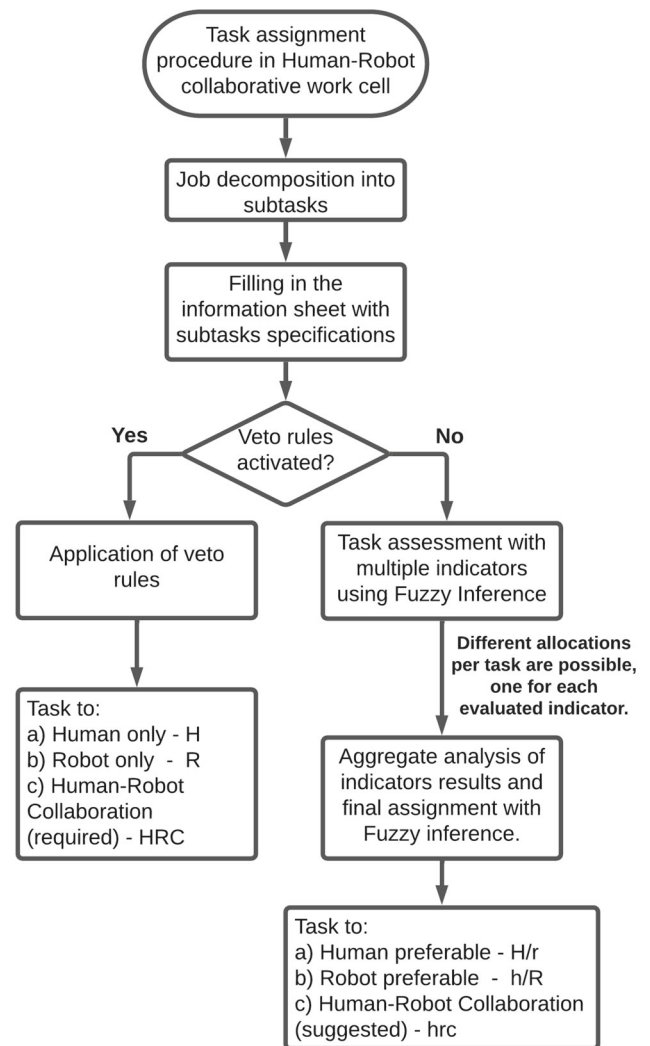 Task assignment
procedure in Human-Robot
collaborative work cell
Job decomposition into
subtasks
Filling in the
information sheet with
subtasks specifications
Veto rules
activated?
Yes
No
Application of veto
rules
Task assessment with
multiple indicators
using Fuzzy Inference
Different allocations
per task are possible,
one for each
evaluated indicator.
Task to:
a) Human only - H
b) Robot only - R
c) Human-Robot
Collaboration
(required) - HRC
Aggregate analysis of
indicators results and
final assignment with
Fuzzy inference.
Task to:
a) Human preferable - H/r
b) Robot preferable - h/R
c) Human-Robot Collaboration
(suggested) - hrc